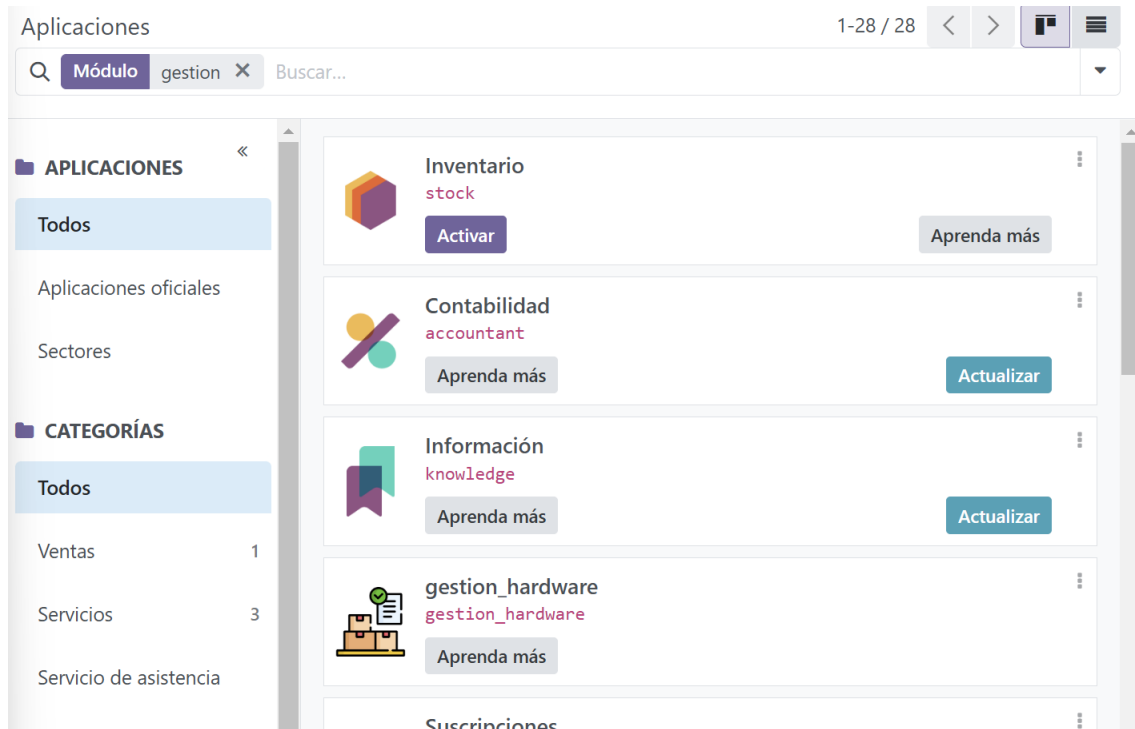 Aplicaciones
1-28 / 28
Módulo gestion Buscar...
APLICACIONES
Todos
Aplicaciones oficiales
Sectores
CATEGORÍAS
Todos
Ventas 1
Servicios 3
Servicio de asistencia
Inventario
stock
Activar Aprenda más
Contabilidad
accountant
Aprenda más Actualizar
Información
knowledge
Aprenda más Actualizar
gestion_hardware
gestion_hardware
Aprenda más
Suscripciones